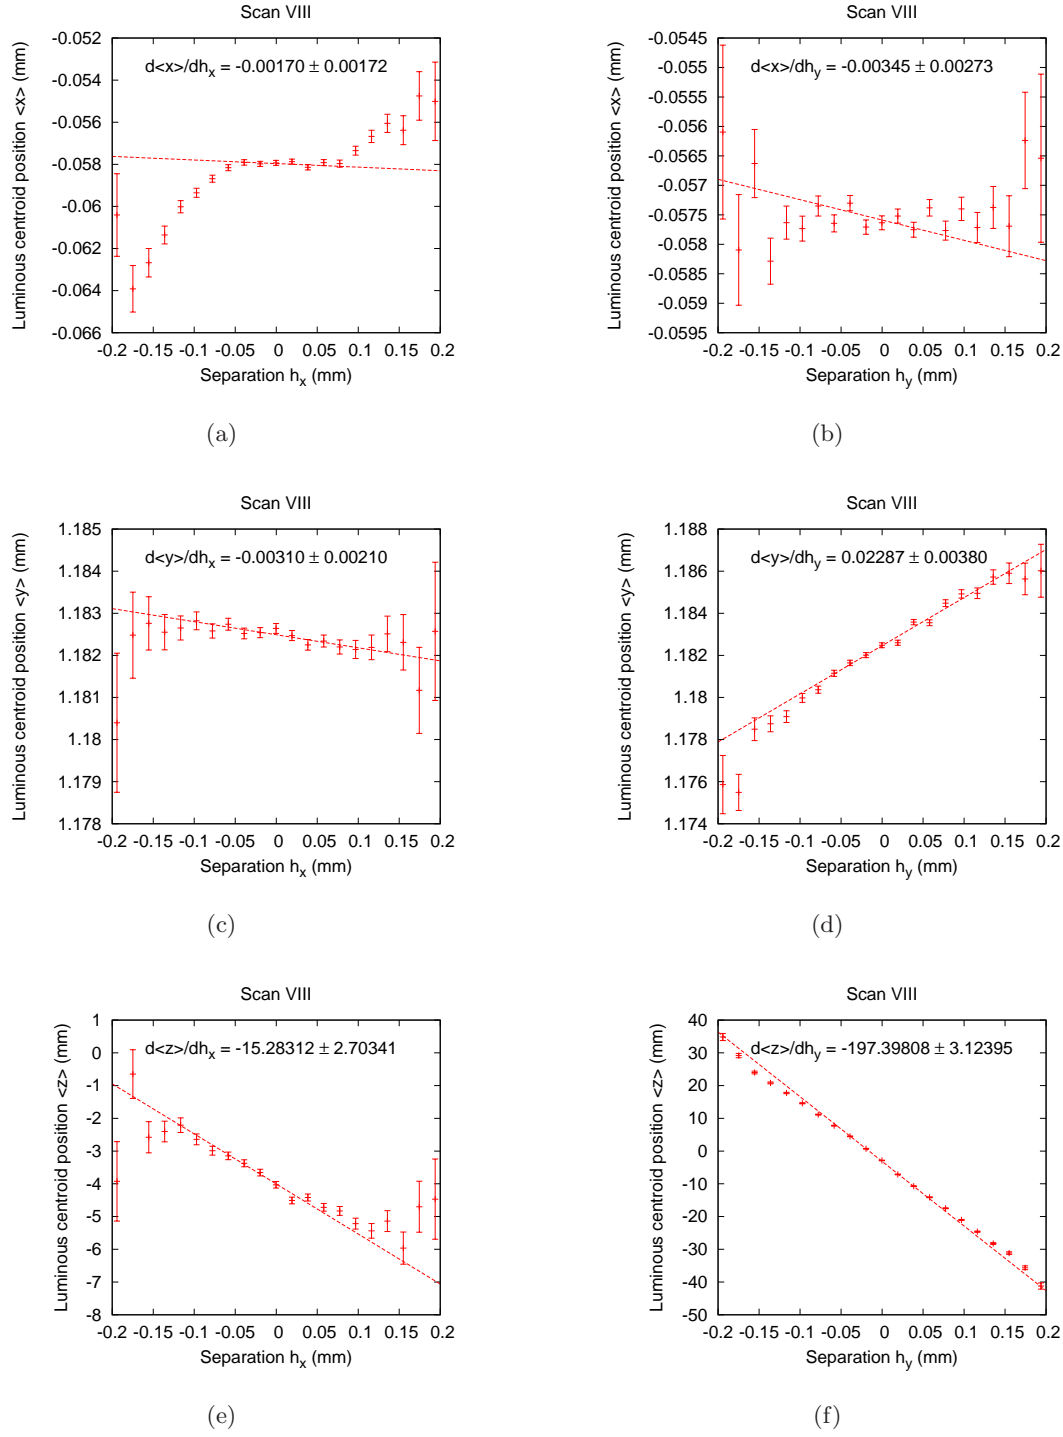 Scan VIII
d<x>/dhx = -0.00170 ± 0.00172
Luminous centroid position <x> (mm)
-0.052
-0.054
-0.056
-0.058
-0.06
-0.062
-0.064
-0.066
-0.2 -0.15 -0.1 -0.05 0 0.05 0.1 0.15 0.2
Separation hx (mm)
(a)
Scan VIII
d<x>/dhy = -0.00345 ± 0.00273
Luminous centroid position <x> (mm)
-0.0545
-0.055
-0.0555
-0.056
-0.0565
-0.057
-0.0575
-0.058
-0.0585
-0.059
-0.0595
-0.2 -0.15 -0.1 -0.05 0 0.05 0.1 0.15 0.2
Separation hy (mm)
(b)
Scan VIII
d<y>/dhx = -0.00310 ± 0.00210
Luminous centroid position <y> (mm)
1.185
1.184
1.183
1.182
1.181
1.18
1.179
1.178
-0.2 -0.15 -0.1 -0.05 0 0.05 0.1 0.15 0.2
Separation hx (mm)
(c)
Scan VIII
d<y>/dhy = 0.02287 ± 0.00380
Luminous centroid position <y> (mm)
1.188
1.186
1.184
1.182
1.18
1.178
1.176
1.174
-0.2 -0.15 -0.1 -0.05 0 0.05 0.1 0.15 0.2
Separation hy (mm)
(d)
Scan VIII
d<z>/dhx = -15.28312 ± 2.70341
Luminous centroid position <z> (mm)
1
0
-1
-2
-3
-4
-5
-6
-7
-8
-0.2 -0.15 -0.1 -0.05 0 0.05 0.1 0.15 0.2
Separation hx (mm)
(e)
Scan VIII
d<z>/dhy = -197.39808 ± 3.12395
Luminous centroid position <z> (mm)
40
30
20
10
0
-10
-20
-30
-40
-50
-0.2 -0.15 -0.1 -0.05 0 0.05 0.1 0.15 0.2
Separation hy (mm)
(f)